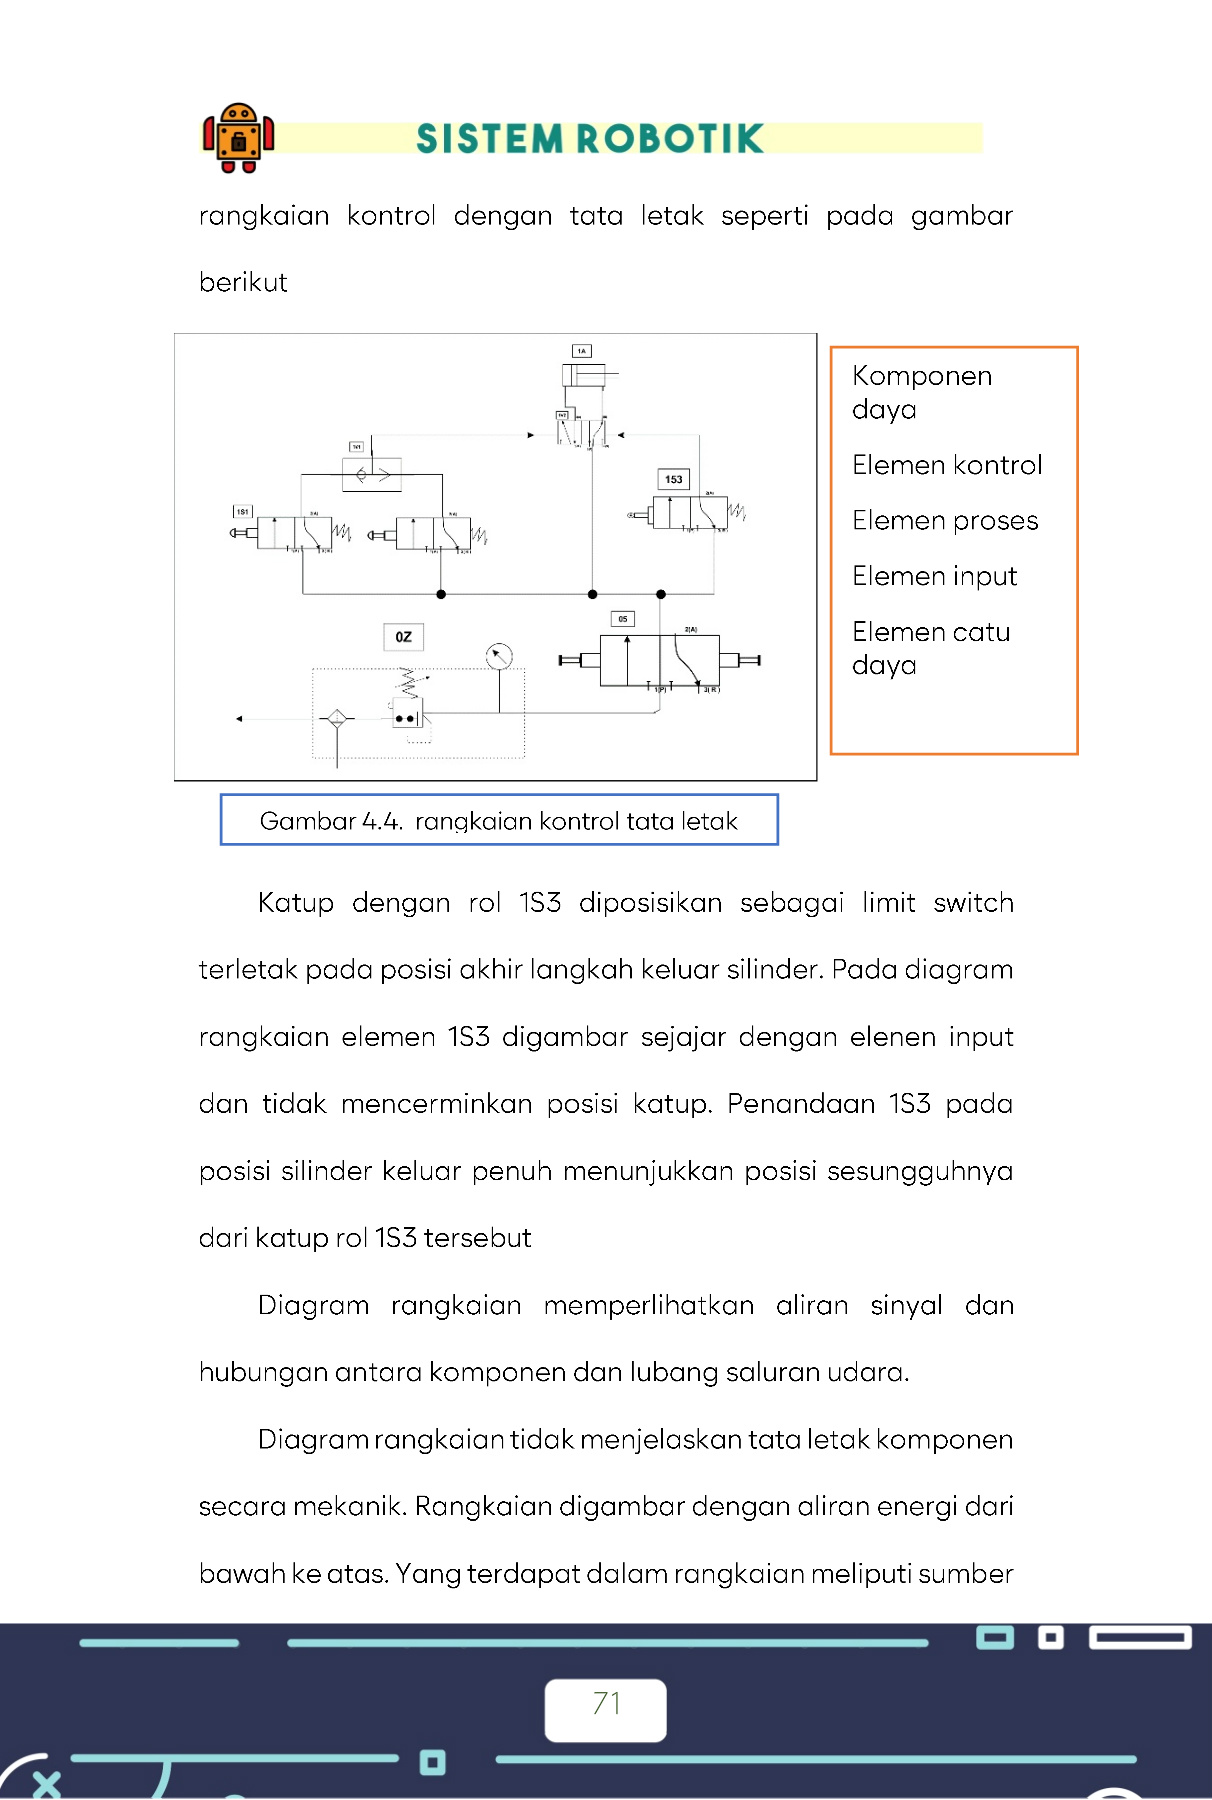 SISTEM ROBOTIK
rangkaian kontrol dengan tata letak seperti pada gambar
berikut
1A
1V2
1V1
1S1
153
2(A)
05
2(A)
1(P)
3( R )
0Z
Komponen
daya
Elemen kontrol
Elemen proses
Elemen input
Elemen catu
daya
Gambar 4.4. rangkaian kontrol tata letak
Katup dengan rol 1S3 diposisikan sebagai limit switch
terletak pada posisi akhir langkah keluar silinder. Pada diagram
rangkaian elemen 1S3 digambar sejajar dengan elenen input
dan tidak mencerminkan posisi katup. Penandaan 1S3 pada
posisi silinder keluar penuh menunjukkan posisi sesungguhnya
dari katup rol 1S3 tersebut
Diagram rangkaian memperlihatkan aliran sinyal dan
hubungan antara komponen dan lubang saluran udara.
Diagram rangkaian tidak menjelaskan tata letak komponen
secara mekanik. Rangkaian digambar dengan aliran energi dari
bawah ke atas. Yang terdapat dalam rangkaian meliputi sumber
71